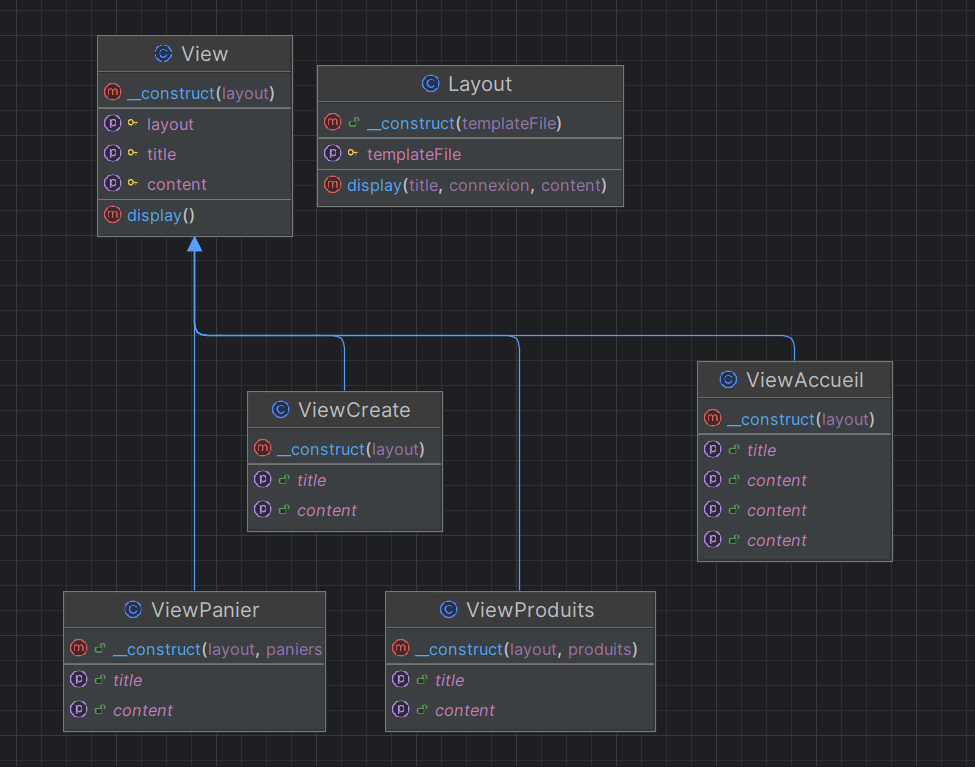 View
__construct(layout)
layout
title
content
display()
Layout
__construct(templateFile)
templateFile
display(title, connexion, content)
ViewCreate
__construct(layout)
title
content
ViewAccueil
__construct(layout)
title
content
content
content
ViewPanier
__construct(layout, paniers
title
content
ViewProduits
__construct(layout, produits)
title
content